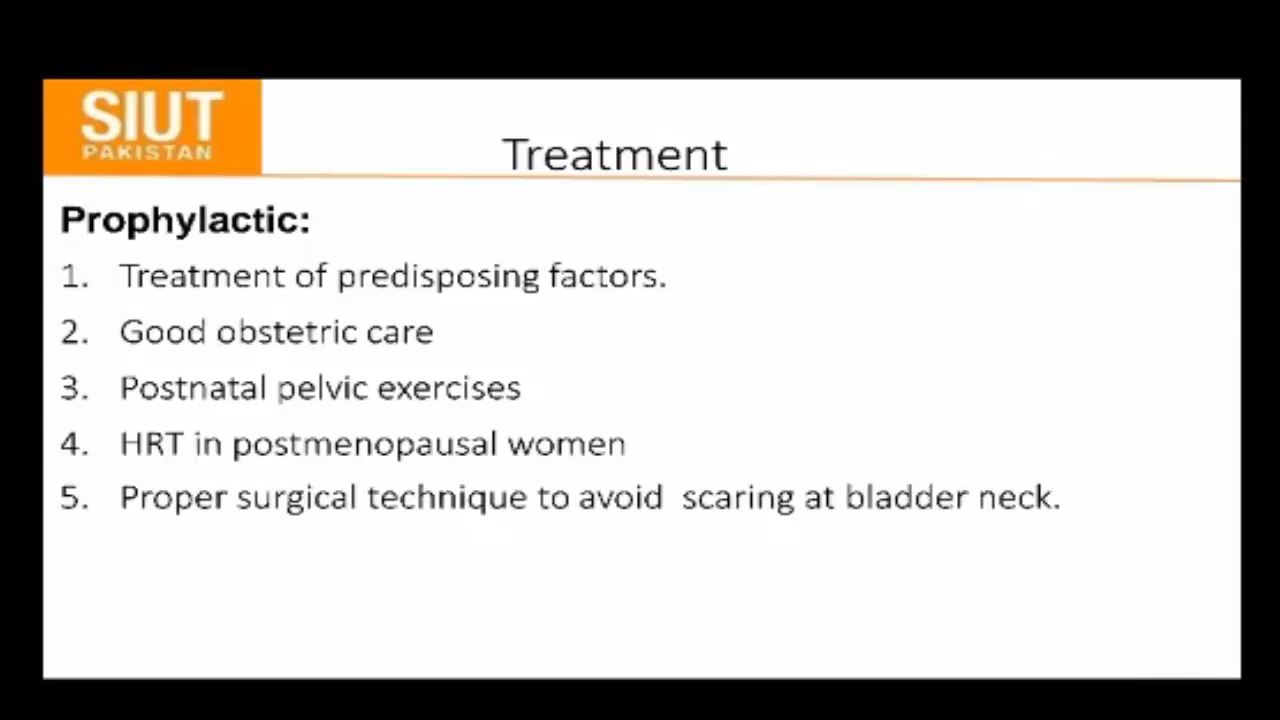 SIUT
PAKISTAN
Treatment
Prophylactic:
1. Treatment of predisposing factors.
2. Good obstetric care
3. Postnatal pelvic exercises
4. HRT in postmenopausal women
5. Proper surgical technique to avoid  scaring at bladder neck.